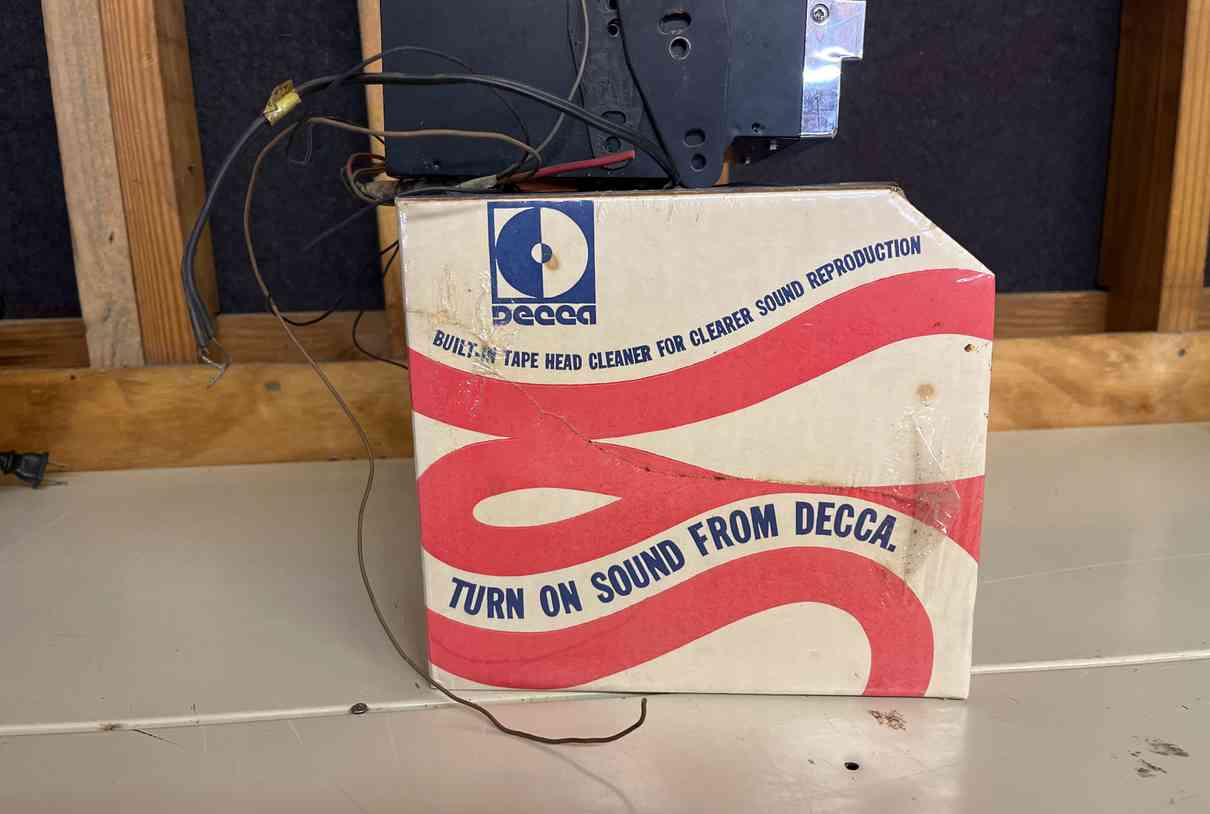 DECCA
BUILT-IN TAPE HEAD CLEANER FOR CLEARER SOUND REPRODUCTION
TURN ON SOUND FROM DECCA.